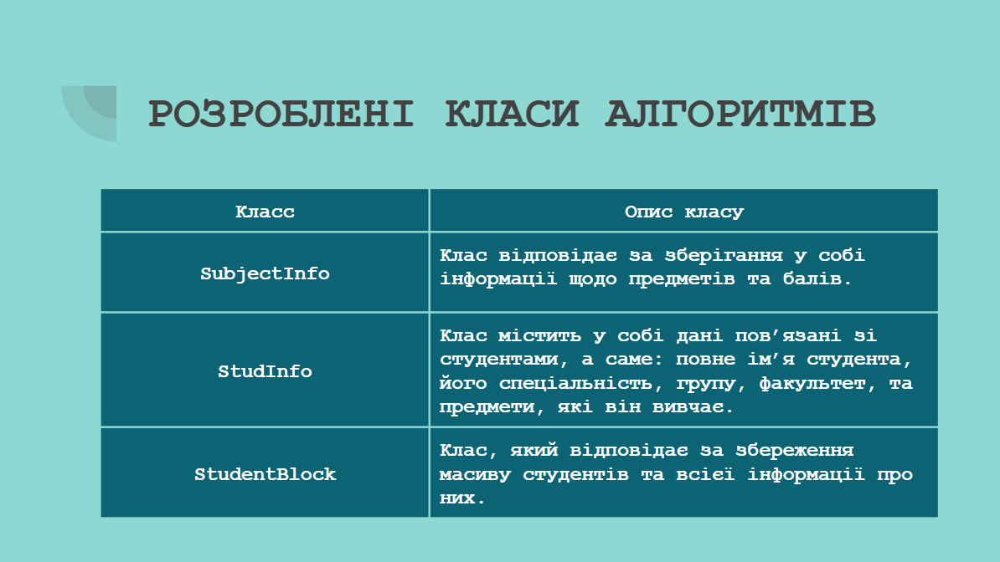 РОЗРОБЛЕНІ КЛАСИ АЛГОРИТМІВ
Класс
Опис класу
SubjectInfo
Клас відповідає за зберігання у собі
інформації щодо предметів та балів.
StudInfo
Клас містить у собі дані пов’язані зі
студентами, а саме: повне ім’я студента,
його спеціальність, групу, факультет, та
предмети, які він вивчає.
StudentBlock
Клас, який відповідає за збереження
масиву студентів та всієї інформації про
них.